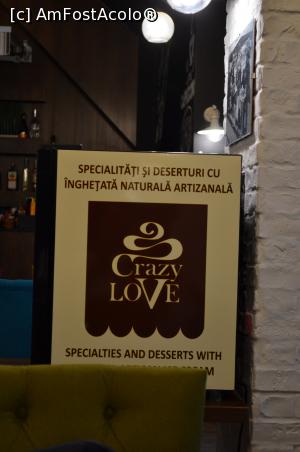 [c] AmFostAcolo®
SPECIALITĂȚI ȘI DESERTURI CU
ÎNGHEȚATĂ NATURALĂ ARTIZANALĂ
Crazy
LOVE
SPECIALTIES AND DESSERTS WITH